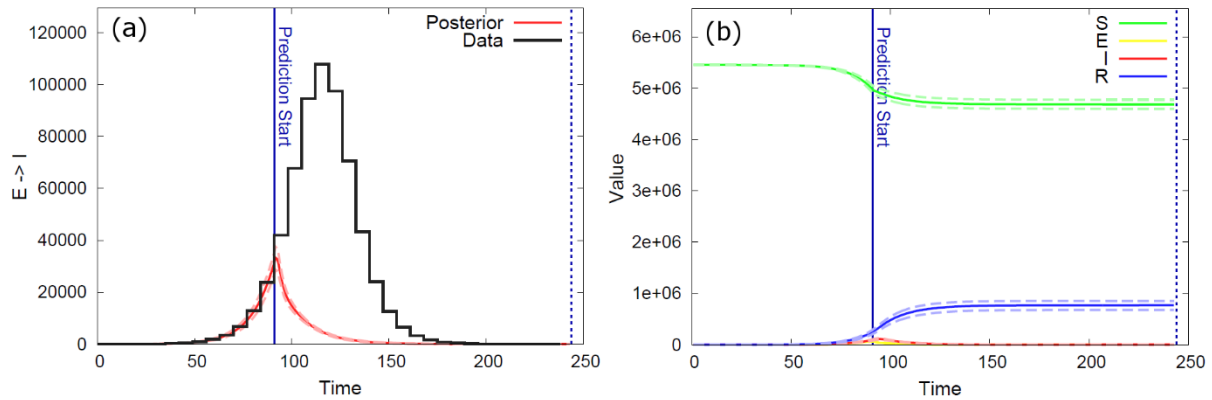 (a)
Posterior
Data
Prediction Start
120000
100000
80000
60000
40000
20000
0
E -> I
0 50 100 150 200 250
Time
(b)
S
E
I
R
Prediction Start
6e+06
5e+06
4e+06
3e+06
2e+06
1e+06
0
Value
0 50 100 150 200 250
Time